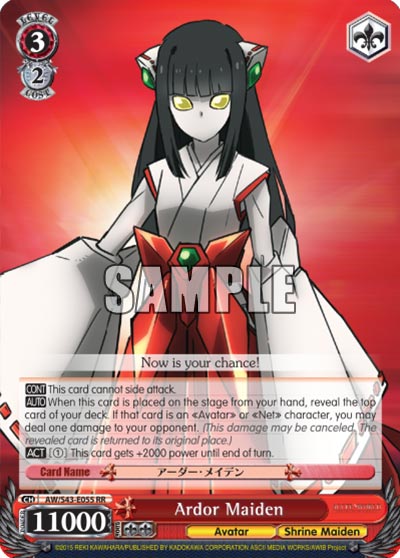 LEVEL
3
2
COST
SAMPLE
Now is your chance!
CONT This card cannot side attack.
AUTO When this card is placed on the stage from your hand, reveal the top
card of your deck. If that card is an «Avatar» or «Net» character, you may
deal one damage to your opponent. (This damage may be canceled. The
revealed card is returned to its original place.)
ACT [(1)] This card gets +2000 power until end of turn.
Card Name アーダー・メイデン
CH AW/S43-E055 RR
POWER 11000
Ardor Maiden
Avatar Shrine Maiden
©2015 REKI KAWAHARA/PUBLISHED BY KADOKAWA CORPORATION ASCII MEDIA WORKS/AWIB Project